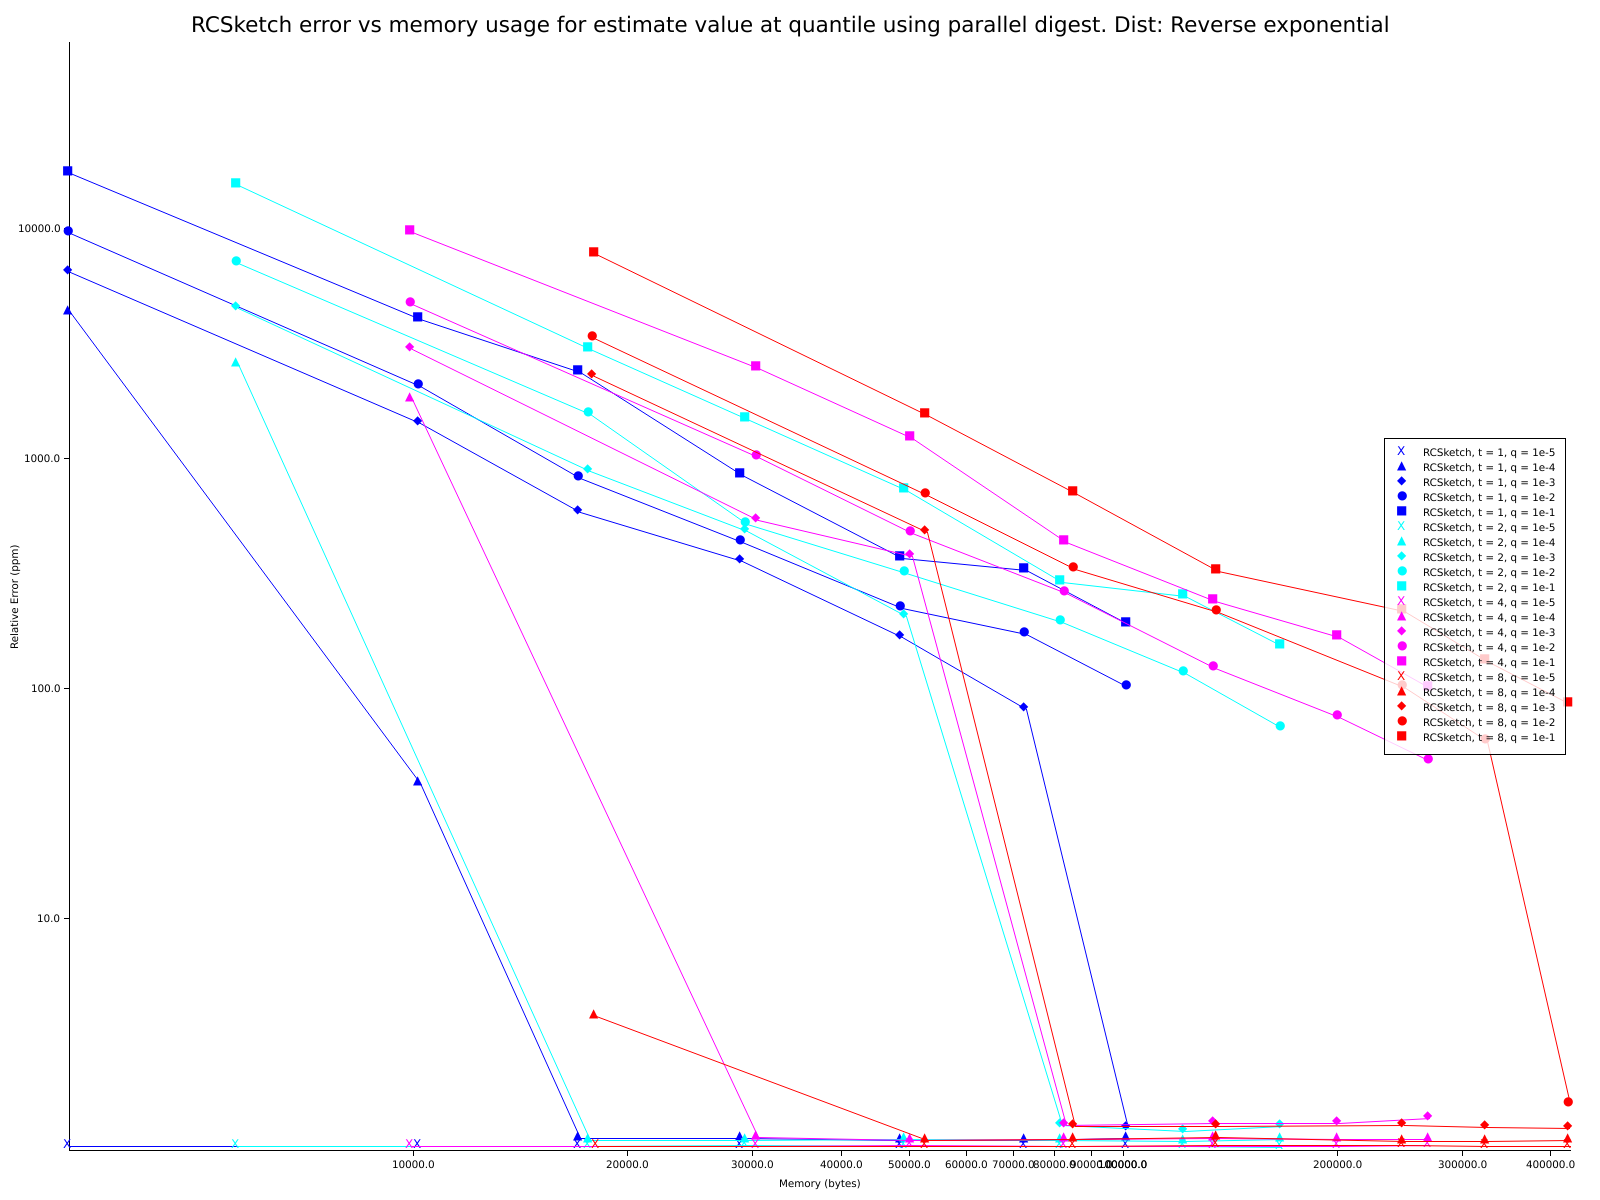 RCSketch error vs memory usage for estimate value at quantile using parallel digest. Dist: Reverse exponential
10000.0
1000.0
100.0
10.0
Relative Error (ppm)
RCSketch, t = 1, q = 1e-5
RCSketch, t = 1, q = 1e-4
RCSketch, t = 1, q = 1e-3
RCSketch, t = 1, q = 1e-2
RCSketch, t = 1, q = 1e-1
RCSketch, t = 2, q = 1e-5
RCSketch, t = 2, q = 1e-4
RCSketch, t = 2, q = 1e-3
RCSketch, t = 2, q = 1e-2
RCSketch, t = 2, q = 1e-1
RCSketch, t = 4, q = 1e-5
RCSketch, t = 4, q = 1e-4
RCSketch, t = 4, q = 1e-3
RCSketch, t = 4, q = 1e-2
RCSketch, t = 4, q = 1e-1
RCSketch, t = 8, q = 1e-5
RCSketch, t = 8, q = 1e-4
RCSketch, t = 8, q = 1e-3
RCSketch, t = 8, q = 1e-2
RCSketch, t = 8, q = 1e-1
10000.0 20000.0 30000.0 40000.0 50000.0 60000.0 70000.0 80000.0 90000.0 100000.0 200000.0 300000.0 400000.0
Memory (bytes)